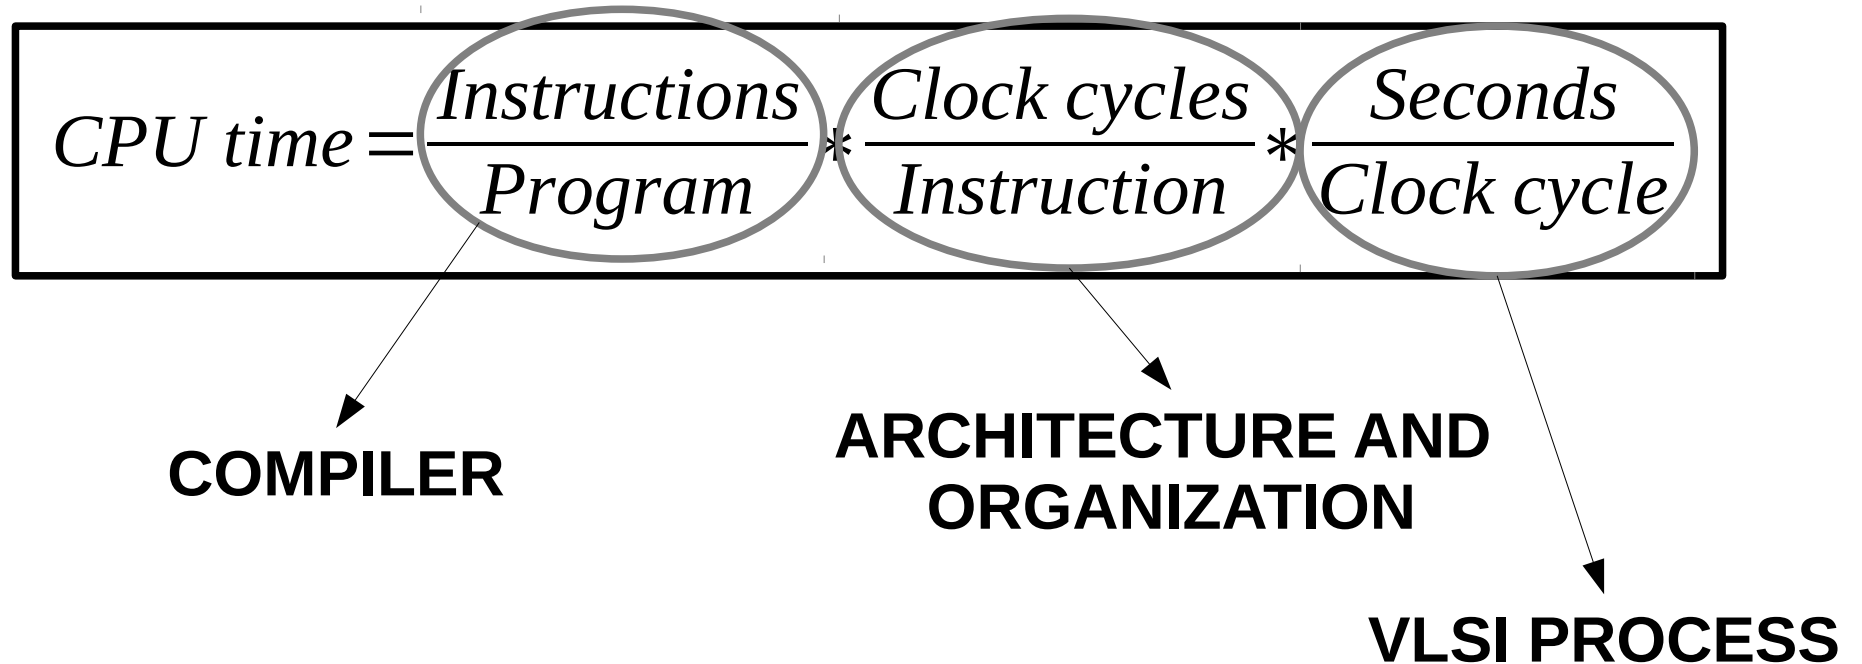 CPU time = Instructions / Program * Clock cycles / Instruction * Seconds / Clock cycle
COMPILER
ARCHITECTURE AND
ORGANIZATION
VLSI PROCESS